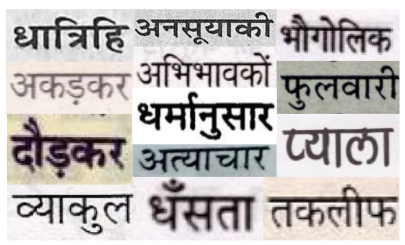 धात्रिहि अनसूयाकी भौगोलिक
अकड़कर अभिभावकों फुलवारी
धर्मानुसार
दौड़कर अत्याचार प्याला
व्याकुल धँसता तकलीफ